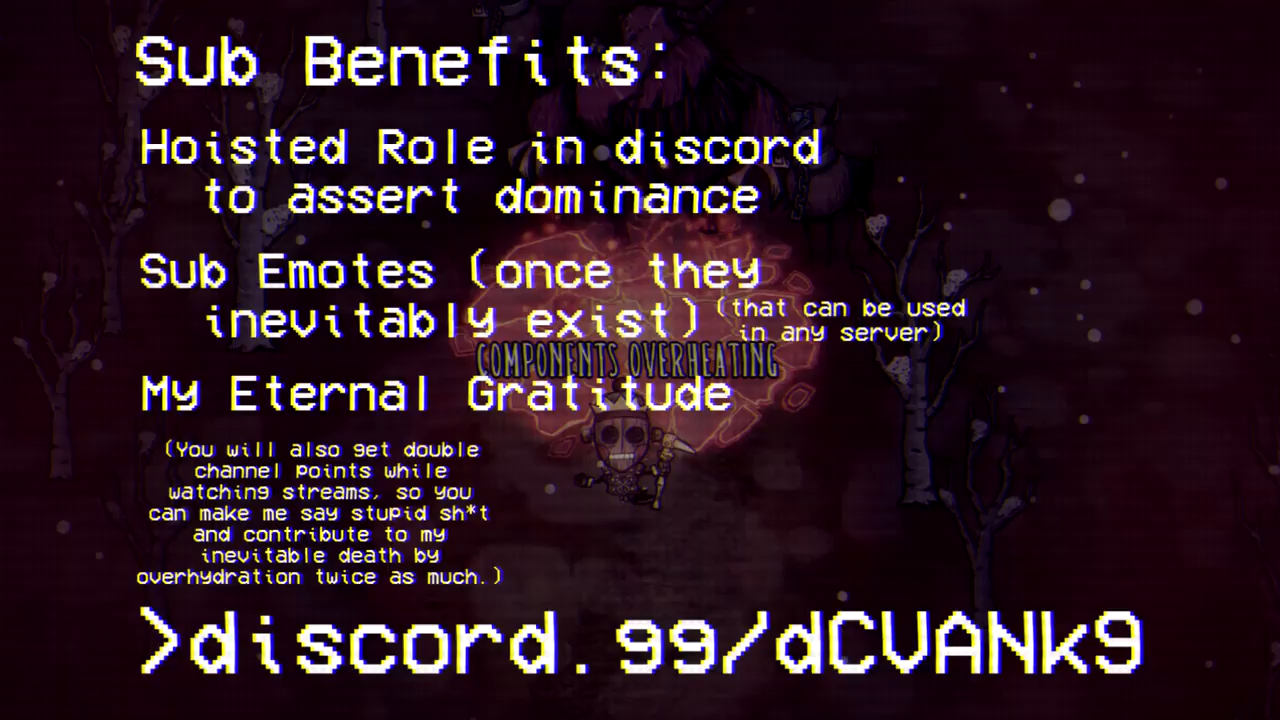 Sub Benefits:
Hoisted Role in discord
to assert dominance
Sub Emotes (once they
inevitably exist) (that can be used
in any server)
COMPONENTS OVERHEATING
My Eternal Gratitude
(You will also get double
channel points while
watching streams, so you
can make me say stupid sh*t
and contribute to my
inevitable death by
overhydration twice as much.)
>discord.gg/dCVANk9